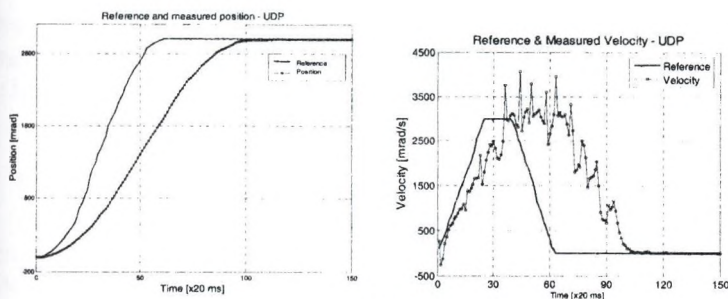 Reference and measured position - UDP
Reference
Position
Position [mrad]
2800
1800
800
-200
0
50
100
150
Time [x20 ms]
Reference & Measured Velocity - UDP
Reference
Velocity
Velocity [mrad/s]
4500
3500
2500
1500
500
-500
0
30
60
90
120
150
Time [x20 ms]